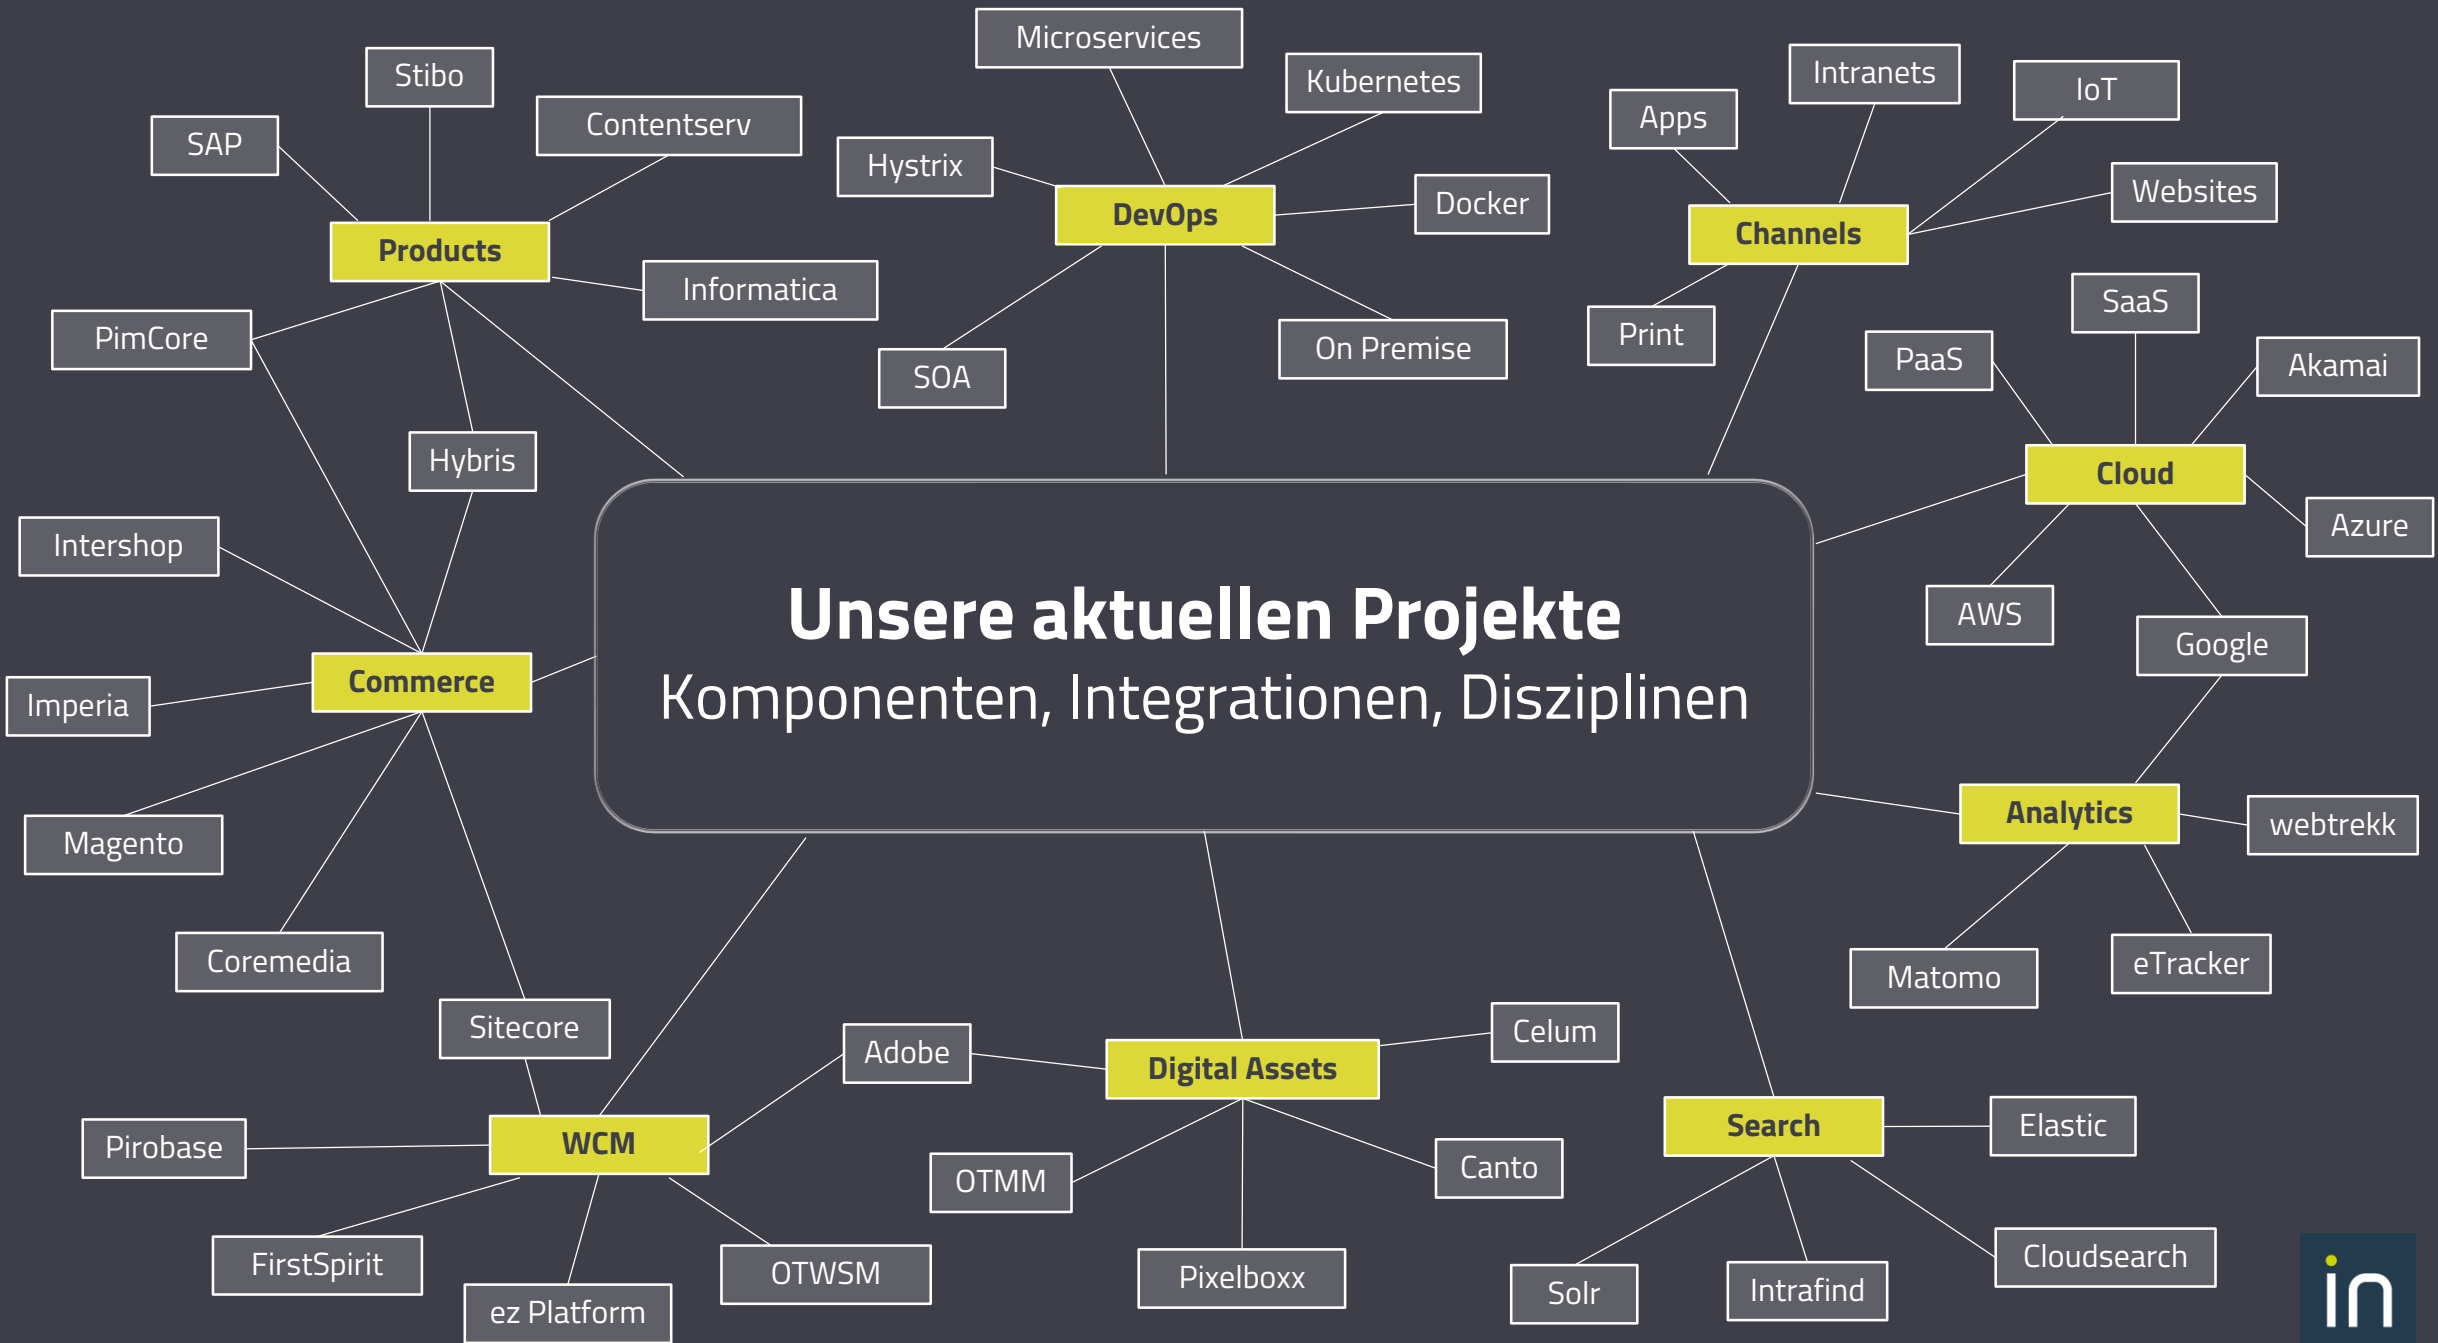 Microservices
Stibo
Kubernetes
Intranets
IoT
Contentserv
Apps
SAP
Hystrix
Docker
Websites
DevOps
Channels
Products
Informatica
SaaS
PimCore
Print
On Premise
PaaS
Akamai
SOA
Hybris
Cloud
Azure
Intershop
Unsere aktuellen Projekte
AWS
Google
Komponenten, Integrationen, Disziplinen
Commerce
Imperia
Analytics
webtrekk
Magento
Coremedia
Matomo
eTracker
Sitecore
Adobe
Celum
Digital Assets
Search
Elastic
Pirobase
WCM
Canto
OTMM
FirstSpirit
OTWSM
Pixelboxx
Cloudsearch
Solr
Intrafind
ez Platform
in